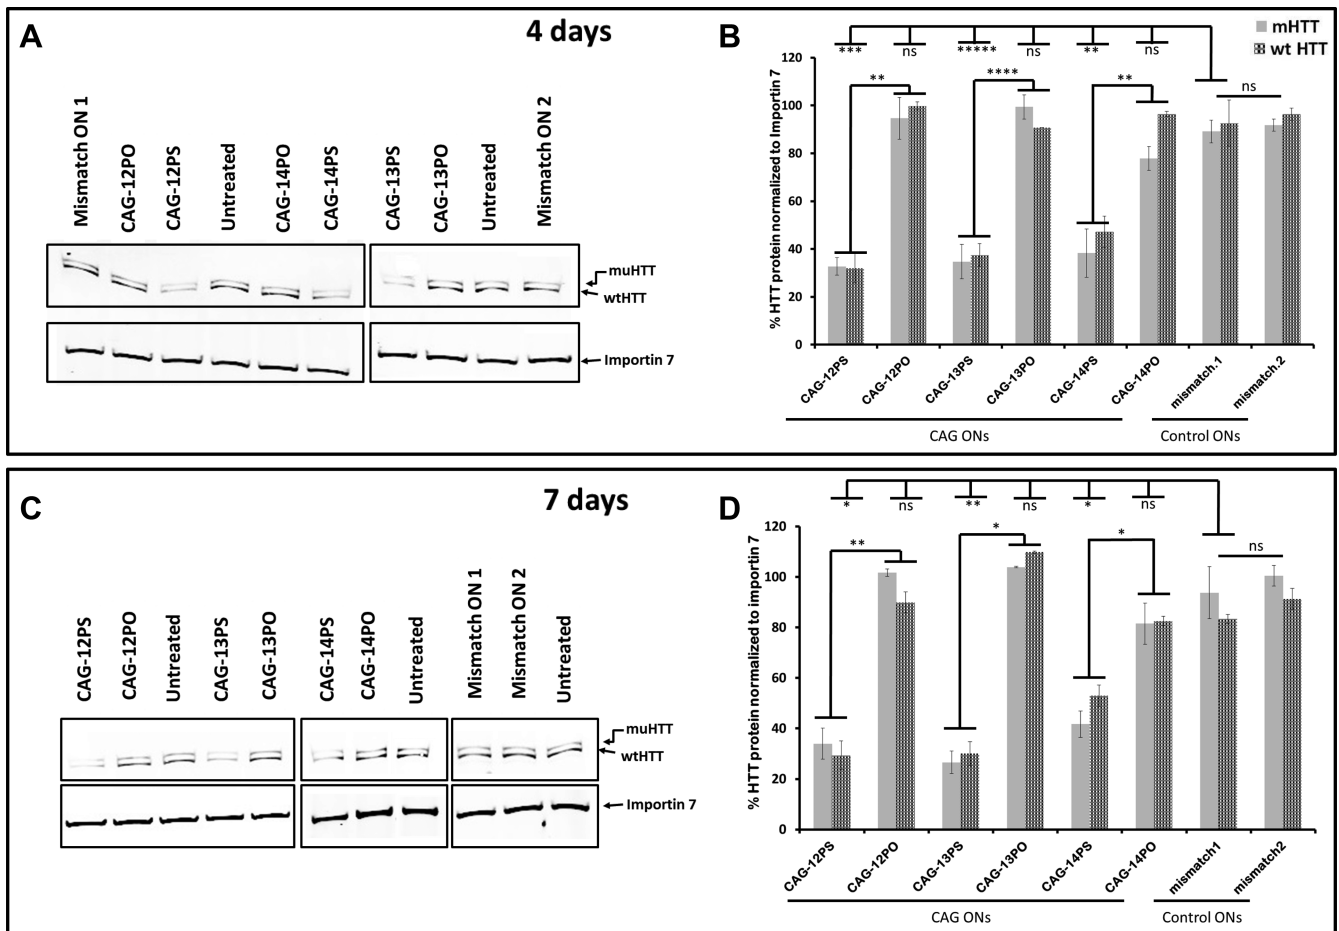 A
4 days
Mismatch ON 1
CAG-12PO
CAG-12PS
Untreated
CAG-14PO
CAG-14PS
CAG-13PS
CAG-13PO
Untreated
Mismatch ON 2
muHTT
wtHTT
Importin 7
B
mHTT
wt HTT
*** ns ***** ns ** ns
** **** ** ns
% HTT protein normalized to Importin 7
120
100
80
60
40
20
0
CAG-12PS
CAG-12PO
CAG-13PS
CAG-13PO
CAG-14PS
CAG-14PO
mismatch.1
mismatch.2
CAG ONs
Control ONs
C
7 days
CAG-12PS
CAG-12PO
Untreated
CAG-13PS
CAG-13PO
CAG-14PS
CAG-14PO
Untreated
Mismatch ON 1
Mismatch ON 2
Untreated
muHTT
wtHTT
Importin 7
D
* ns ** ns * ns
** * * ns
% HTT protein normalized to importin 7
120
100
80
60
40
20
0
CAG-12PS
CAG-12PO
CAG-13PS
CAG-13PO
CAG-14PS
CAG-14PO
mismatch1
mismatch2
CAG ONs
Control ONs